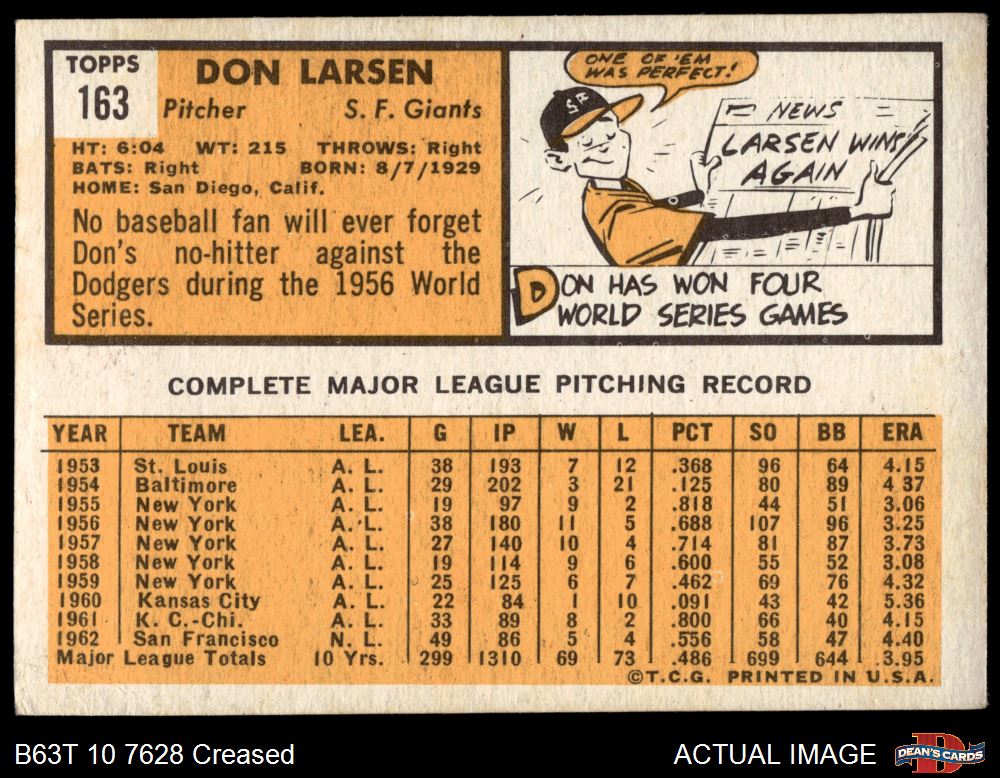 TOPPS
163
DON LARSEN
Pitcher S. F. Giants
HT: 6:04 WT: 215 THROWS: Right
BATS: Right BORN: 8/7/1929
HOME: San Diego, Calif.
No baseball fan will ever forget
Don's no-hitter against the
Dodgers during the 1956 World
Series.
ONE OF 'EM
WAS PERFECT!
SF
NEWS
LARSEN WINS
AGAIN
DON HAS WON FOUR
WORLD SERIES GAMES
COMPLETE MAJOR LEAGUE PITCHING RECORD
YEAR TEAM LEA. G IP W L PCT SO BB ERA
1953 St. Louis A. L. 38 193 7 12 .368 96 64 4.15
1954 Baltimore A. L. 29 202 3 21 .125 80 89 4.37
1955 New York A. L. 19 97 9 2 .818 44 51 3.06
1956 New York A. L. 38 180 11 5 .688 107 96 3.25
1957 New York A. L. 27 140 10 4 .714 81 87 3.73
1958 New York A. L. 19 114 9 6 .600 55 52 3.08
1959 New York A. L. 25 125 6 7 .462 69 76 4.32
1960 Kansas City A. L. 22 84 1 10 .091 43 42 5.36
1961 K. C.-Chi. A. L. 33 89 8 2 .800 66 40 4.15
1962 San Francisco N. L. 49 86 5 4 .556 58 47 4.40
Major League Totals 10 Yrs. 299 1310 69 73 .486 699 644 3.95
©T.C.G. PRINTED IN U.S.A.
B63T 10 7628 Creased
ACTUAL IMAGE
DEAN'S CARDS